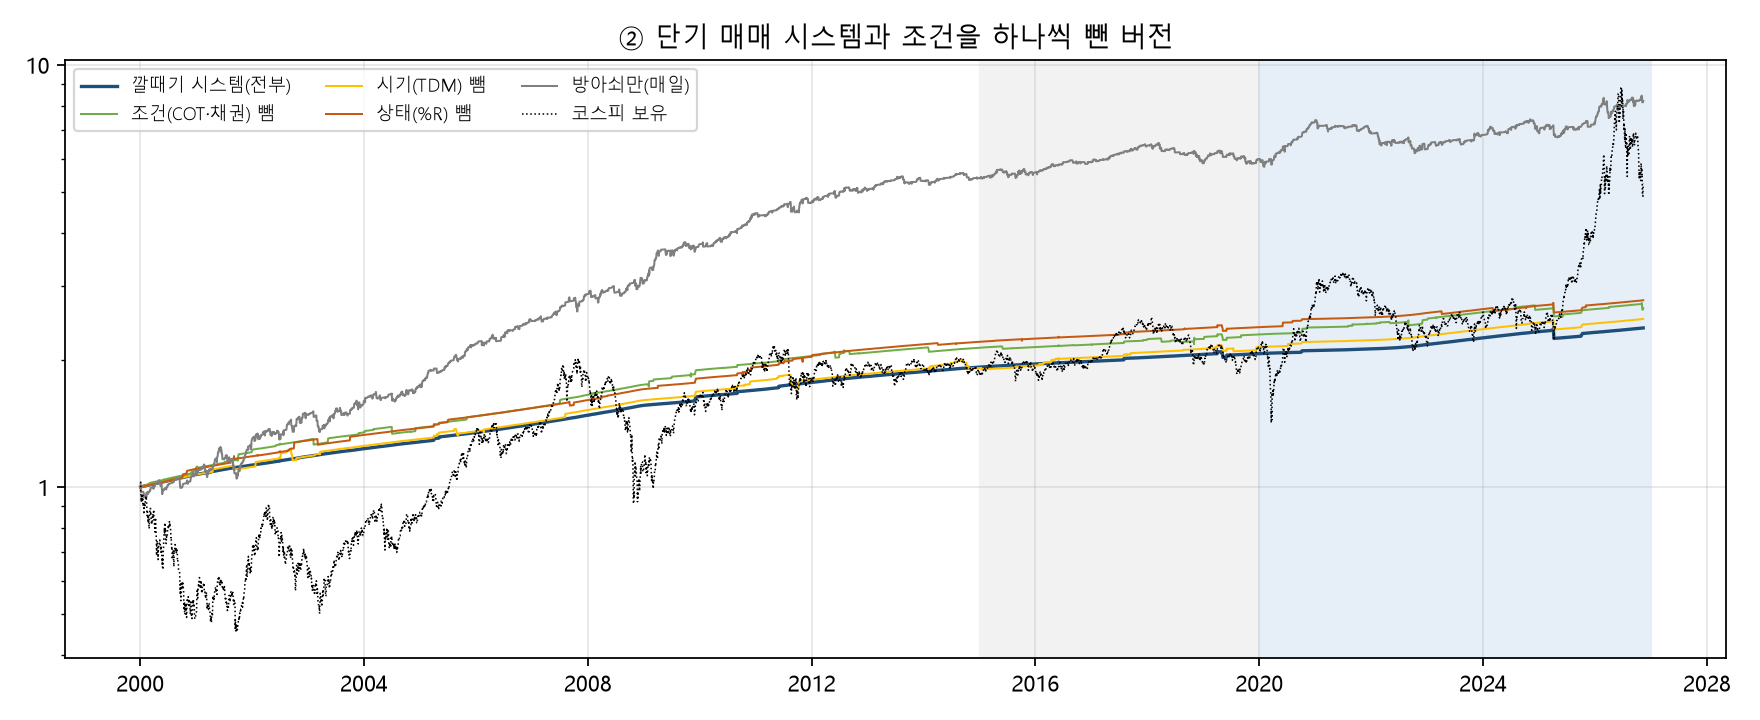 ② 단기 매매 시스템과 조건을 하나씩 뺀 버전
10
깔때기 시스템(전부) 시기(TDM) 뺌 방아쇠만(매일)
조건(COT·채권) 뺌 상태(%R) 뺌 코스피 보유
1
2000 2004 2008 2012 2016 2020 2024 2028